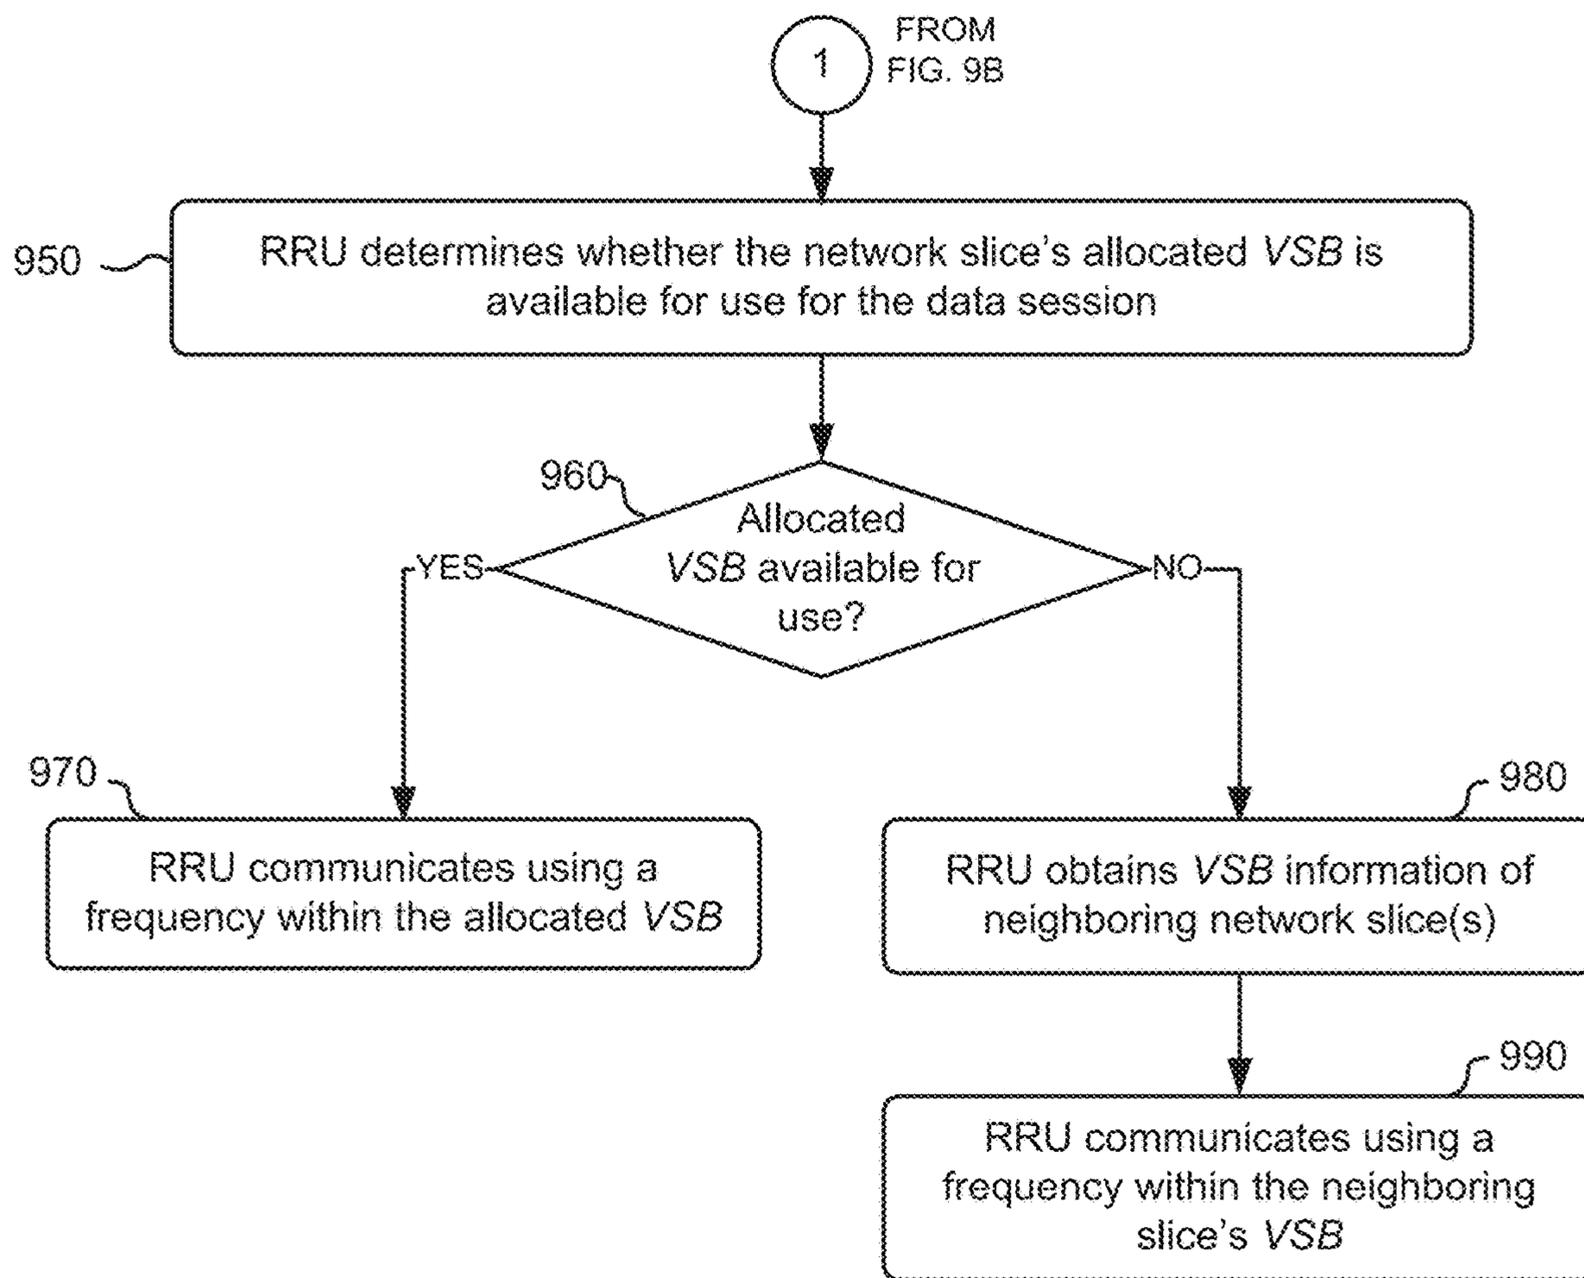 1
FROM
FIG. 9B
950
RRU determines whether the network slice's allocated VSB is
available for use for the data session
960
Allocated
VSB available for
use?
YES
NO
970
RRU communicates using a
frequency within the allocated VSB
980
RRU obtains VSB information of
neighboring network slice(s)
990
RRU communicates using a
frequency within the neighboring
slice's VSB